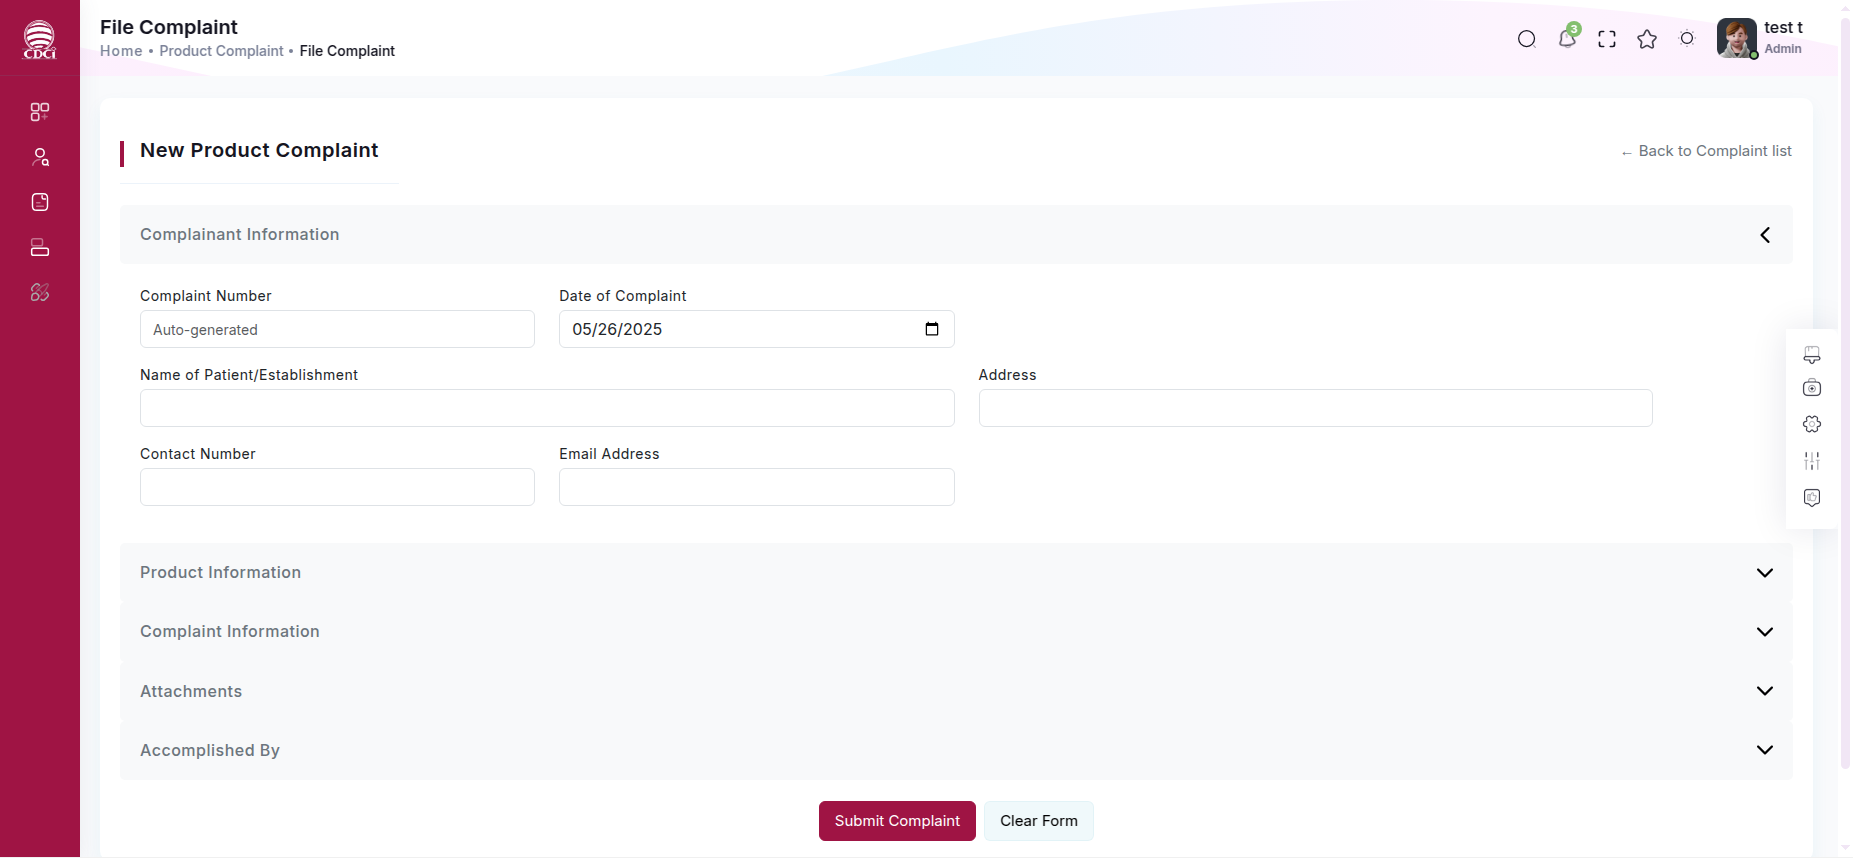 CDCi
File Complaint
Home • Product Complaint • File Complaint
3
test t
Admin
New Product Complaint
← Back to Complaint list
Complainant Information
Complaint Number
Date of Complaint
Auto-generated
05/26/2025
Name of Patient/Establishment
Address
Contact Number
Email Address
Product Information
Complaint Information
Attachments
Accomplished By
Submit Complaint
Clear Form